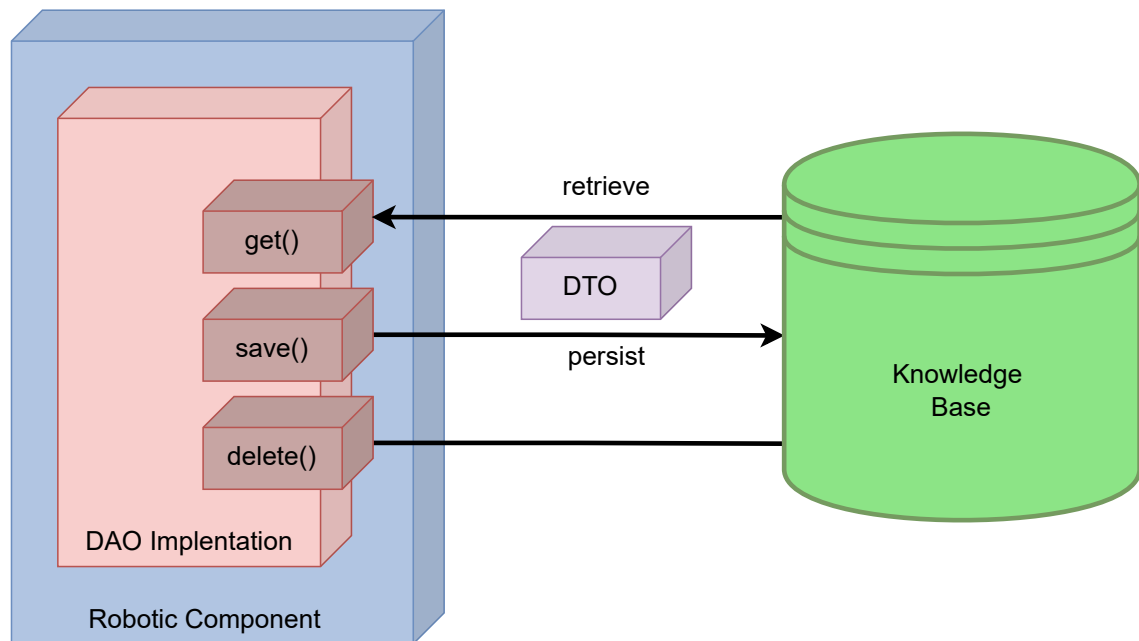 retrieve
get()
DTO
save()
persist
Knowledge
Base
delete()
DAO Implentation
Robotic Component